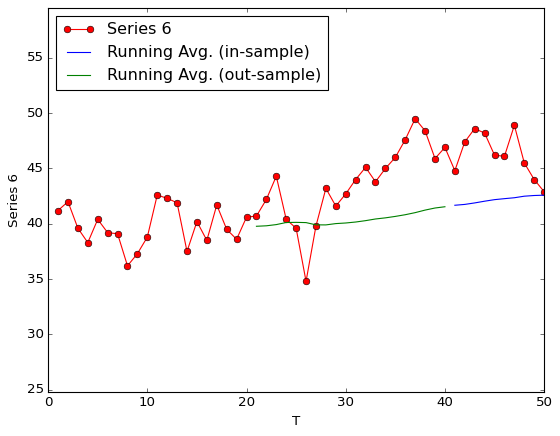 Series 6
Running Avg. (in-sample)
Running Avg. (out-sample)
55
50
45
40
35
30
25
Series 6
0 10 20 30 40 50
T